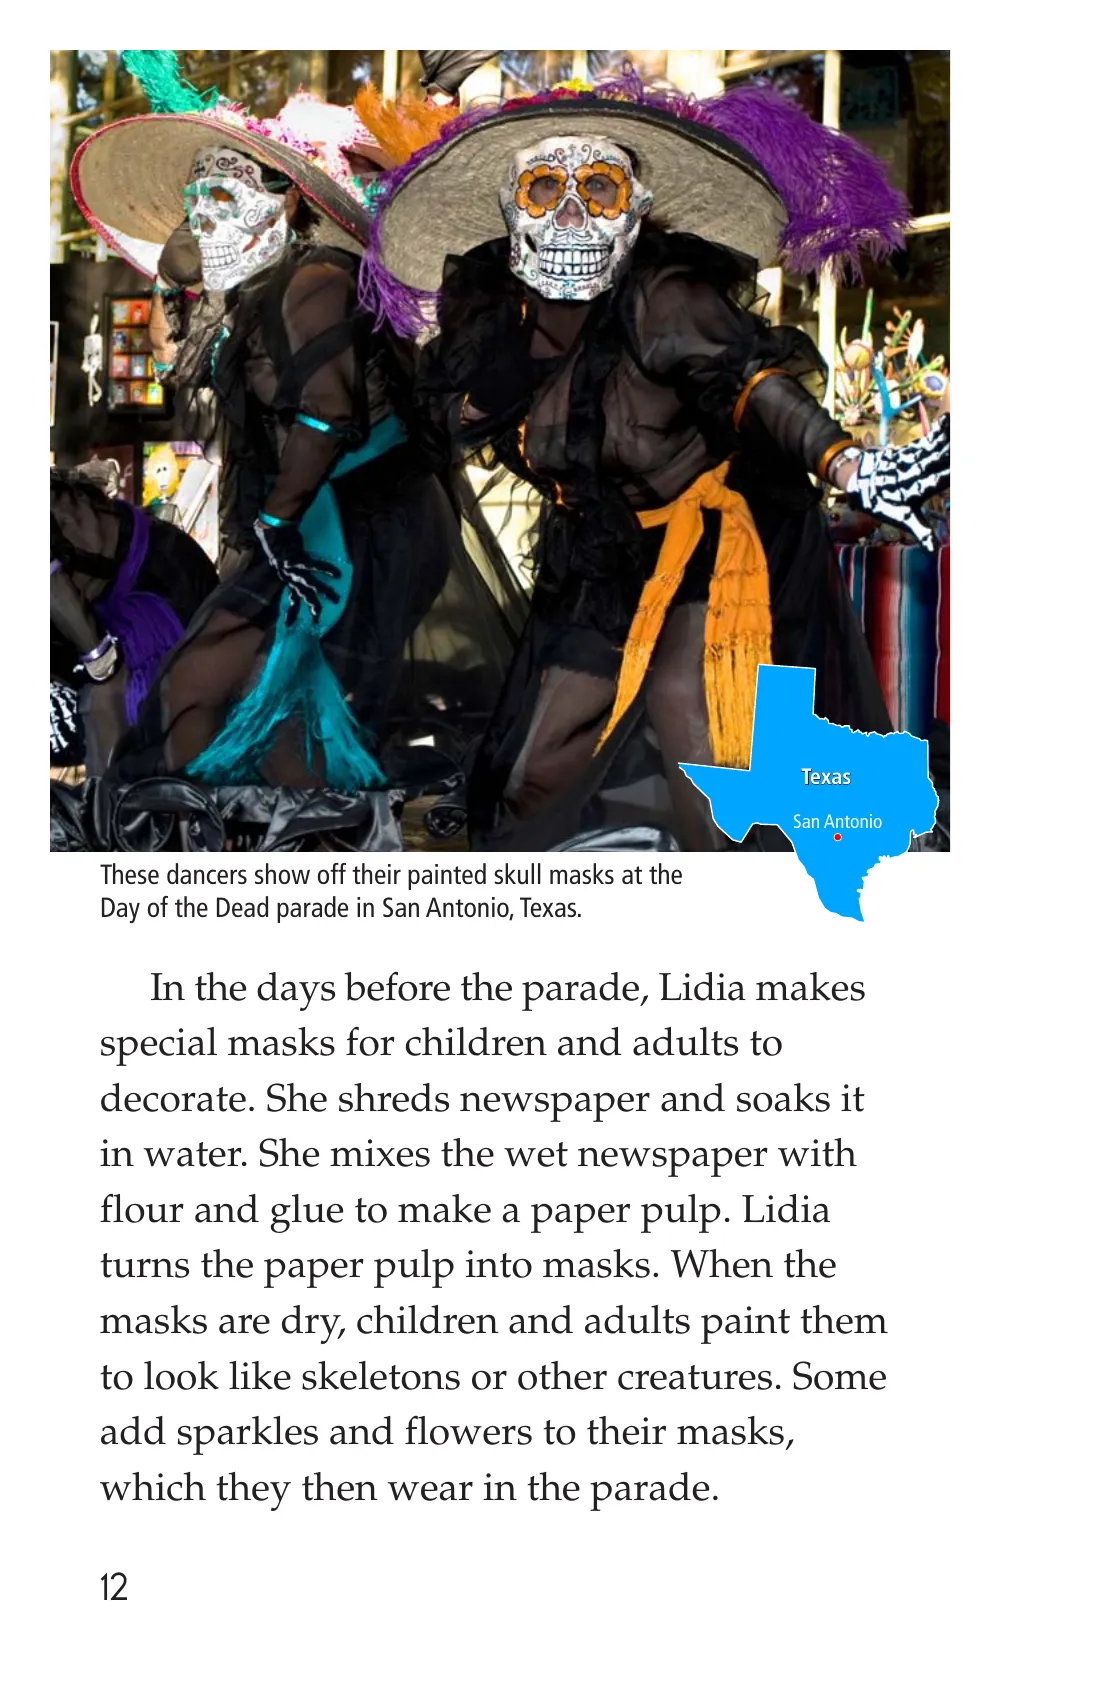 Texas
San Antonio
These dancers show off their painted skull masks at the
Day of the Dead parade in San Antonio, Texas.
In the days before the parade, Lidia makes
special masks for children and adults to
decorate. She shreds newspaper and soaks it
in water. She mixes the wet newspaper with
flour and glue to make a paper pulp. Lidia
turns the paper pulp into masks. When the
masks are dry, children and adults paint them
to look like skeletons or other creatures. Some
add sparkles and flowers to their masks,
which they then wear in the parade.
12